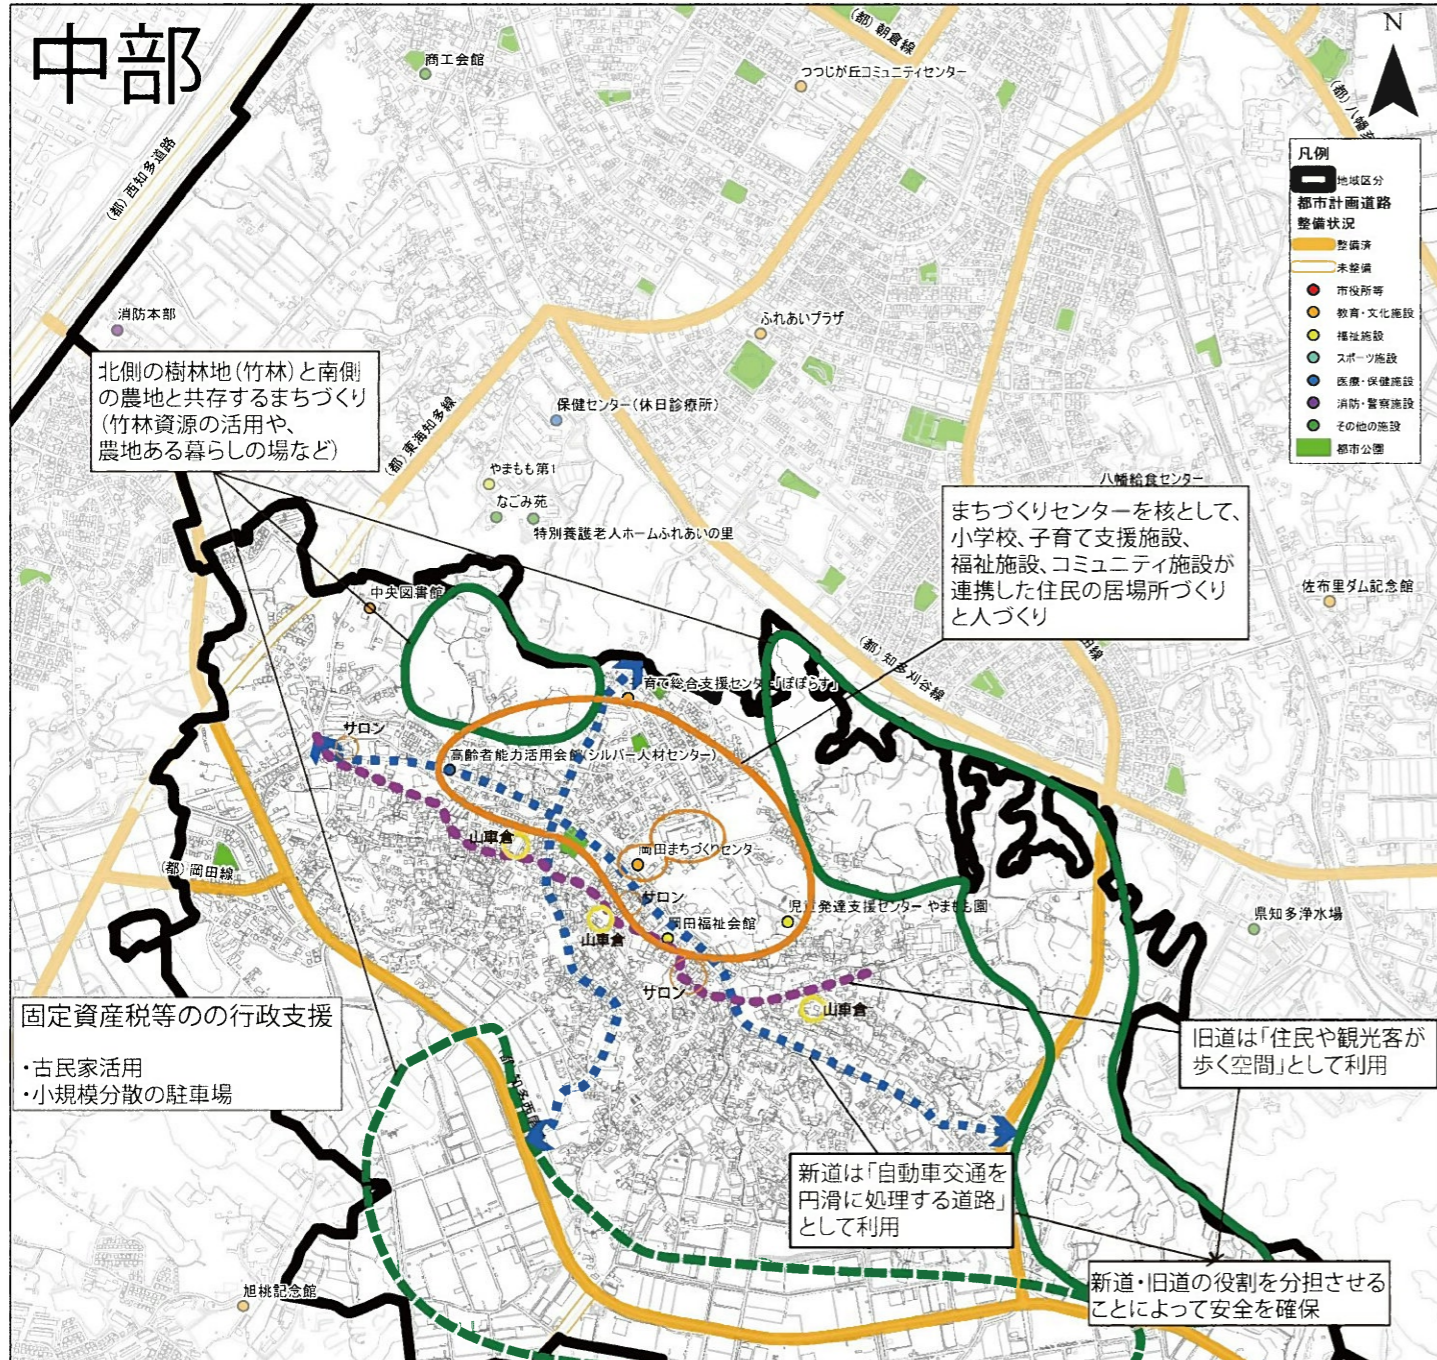 中部
商工会館
(都)朝倉線
つつじが丘コミュニティセンター
N
(都)西知多道路
凡例
地域区分
都市計画道路
整備状況
整備済
未整備
市役所等
教育・文化施設
福祉施設
スポーツ施設
医療・保健施設
消防・警察施設
その他の施設
都市公園
消防本部
ふれあいプラザ
北側の樹林地(竹林)と南側
の農地と共存するまちづくり
(竹林資源の活用や、
農地ある暮らしの場など)
保健センター(休日診療所)
(都)東海知多線
やまもも第1
なごみ苑
特別養護老人ホームふれあいの里
八幡給食センター
まちづくりセンターを核として、
小学校、子育て支援施設、
福祉施設、コミュニティ施設が
連携した住民の居場所づくり
と人づくり
中央図書館
佐布里ダム記念館
(都)知多刈谷線
子育て総合支援センター「ぽぽらす」
サロン
高齢者能力活用会館(シルバー人材センター)
山車倉
岡田まちづくりセンター
(都)岡田線
サロン
児童発達支援センター やまもも園
岡田福祉会館
山車倉
県知多浄水場
サロン
山車倉
固定資産税等のの行政支援
・古民家活用
・小規模分散の駐車場
旧道は「住民や観光客が
歩く空間」として利用
新道は「自動車交通を
円滑に処理する道路」
として利用
旭桃記念館
新道・旧道の役割を分担させる
ことによって安全を確保